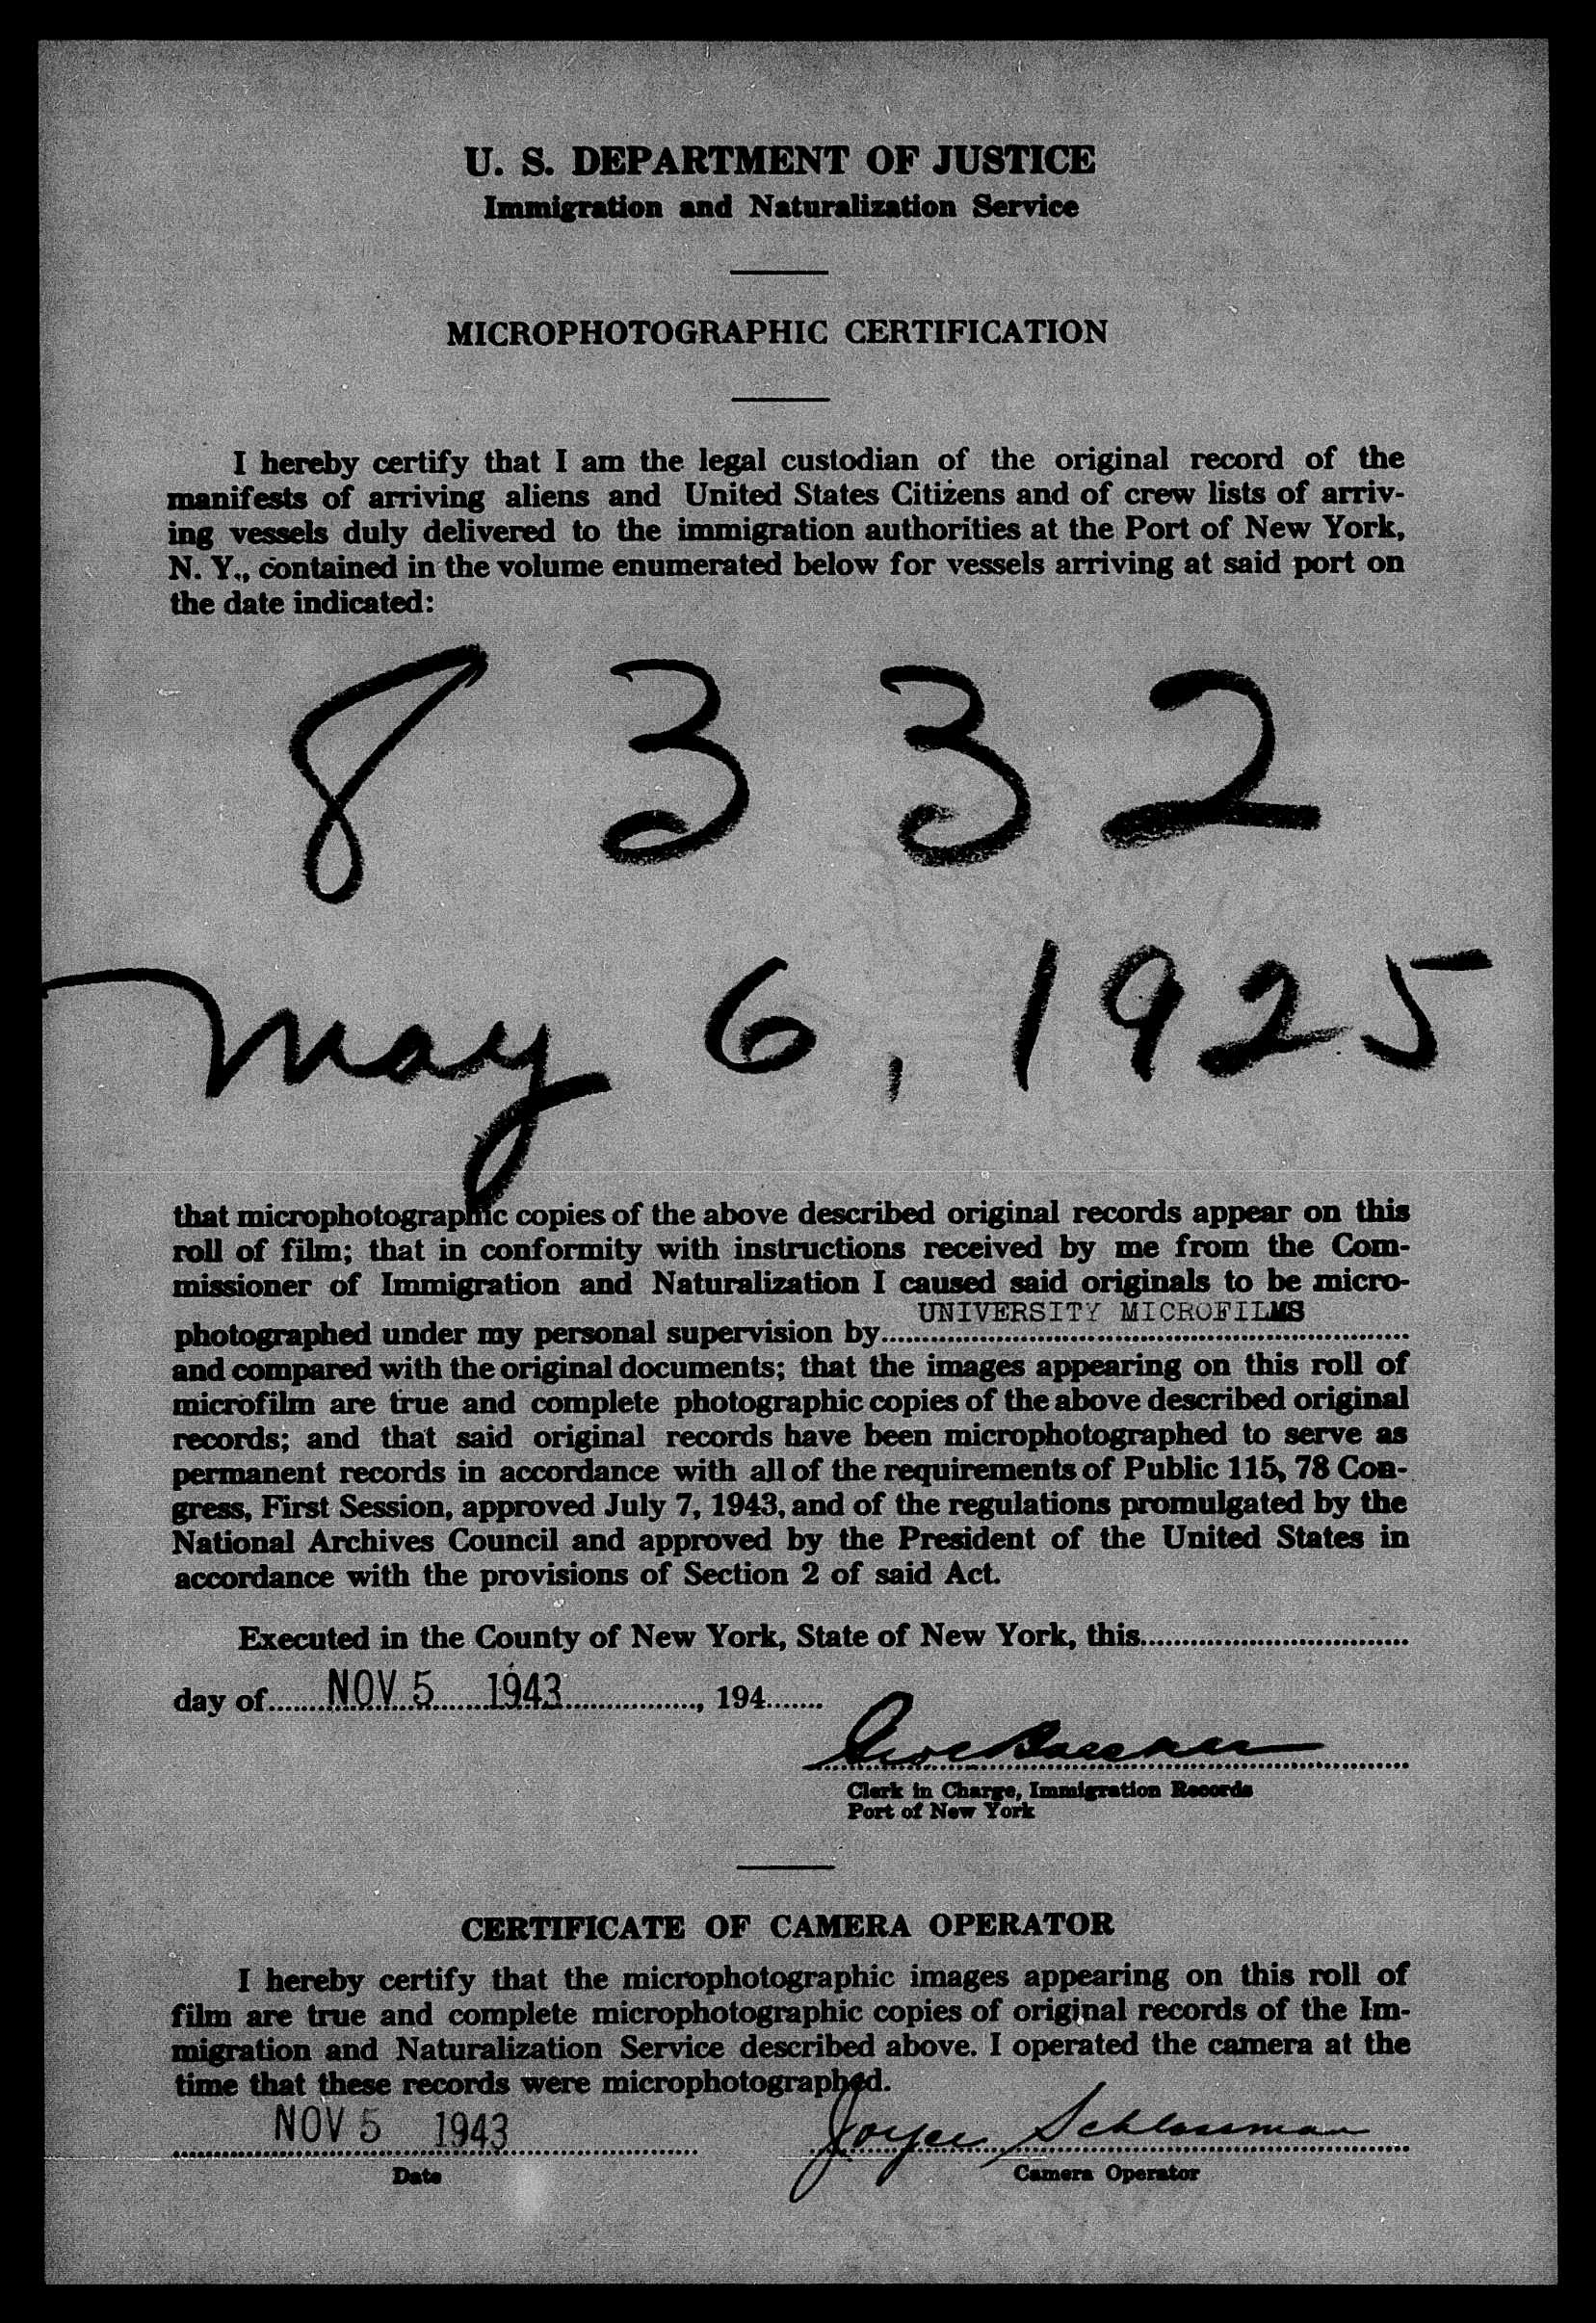 U. S. DEPARTMENT OF JUSTICE
Immigration and Naturalization Service
MICROPHOTOGRAPHIC CERTIFICATION
I hereby certify that I am the legal custodian of the original record of the
manifests of arriving aliens and United States Citizens and of crew lists of arriv-
ing vessels duly delivered to the immigration authorities at the Port of New York,
N. Y., contained in the volume enumerated below for vessels arriving at said port on
the date indicated:
8 3 3 2
May 6, 1925
that microphotographic copies of the above described original records appear on this
roll of film; that in conformity with instructions received by me from the Com-
missioner of Immigration and Naturalization I caused said originals to be micro-
photographed under my personal supervision by UNIVERSITY MICROFILMS
and compared with the original documents; that the images appearing on this roll of
microfilm are true and complete photographic copies of the above described original
records; and that said original records have been microphotographed to serve as
permanent records in accordance with all of the requirements of Public 115, 78 Con-
gress, First Session, approved July 7, 1943, and of the regulations promulgated by the
National Archives Council and approved by the President of the United States in
accordance with the provisions of Section 2 of said Act.
Executed in the County of New York, State of New York, this
day of NOV 5 1943, 194
Clerk in Charge, Immigration Records
Port of New York
CERTIFICATE OF CAMERA OPERATOR
I hereby certify that the microphotographic images appearing on this roll of
film are true and complete microphotographic copies of original records of the Im-
migration and Naturalization Service described above. I operated the camera at the
time that these records were microphotographed.
NOV 5 1943 Joyce Schlossman
Date Camera Operator